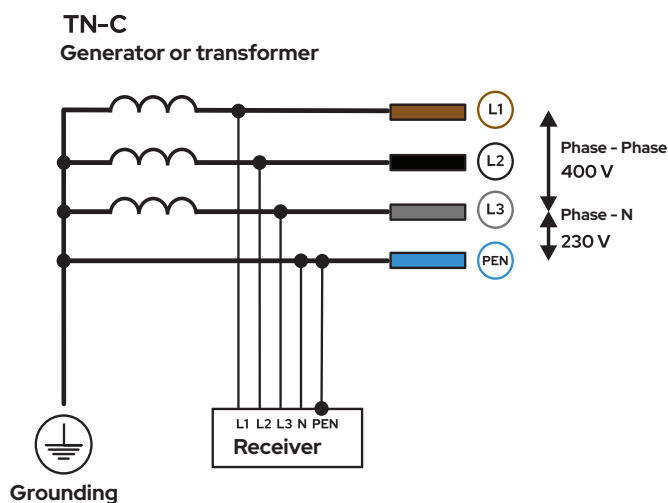 TN-C
Generator or transformer
L1
L2
L3
PEN
Phase - Phase
400 V
Phase - N
230 V
L1 L2 L3 N PEN
Receiver
Grounding